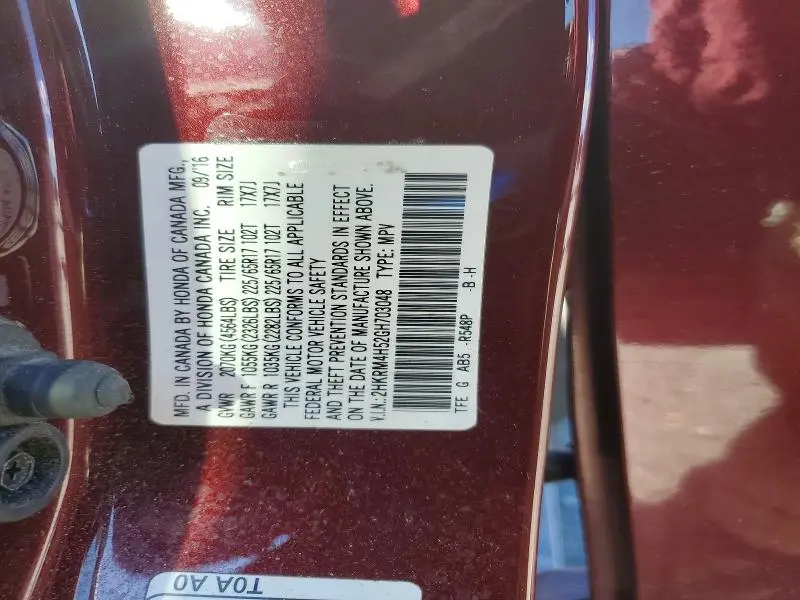 MFD. IN CANADA BY HONDA OF CANADA MFG.,
A DIVISION OF HONDA CANADA INC. 09/16
GVWR 2070KG(4564LBS) TIRE SIZE RIM SIZE
GAWR F 1055KG(2326LBS) 225/65R17 102T 17X7J
GAWR R 1035KG(2282LBS) 225/65R17 102T 17X7J
THIS VEHICLE CONFORMS TO ALL APPLICABLE
FEDERAL MOTOR VEHICLE SAFETY
AND THEFT PREVENTION STANDARDS IN EFFECT
ON THE DATE OF MANUFACTURE SHOWN ABOVE.
V.I.N.: 2HKRM4H52GH703048 TYPE: MPV
TFE G AB5 -R548P -B-H
T0A A0